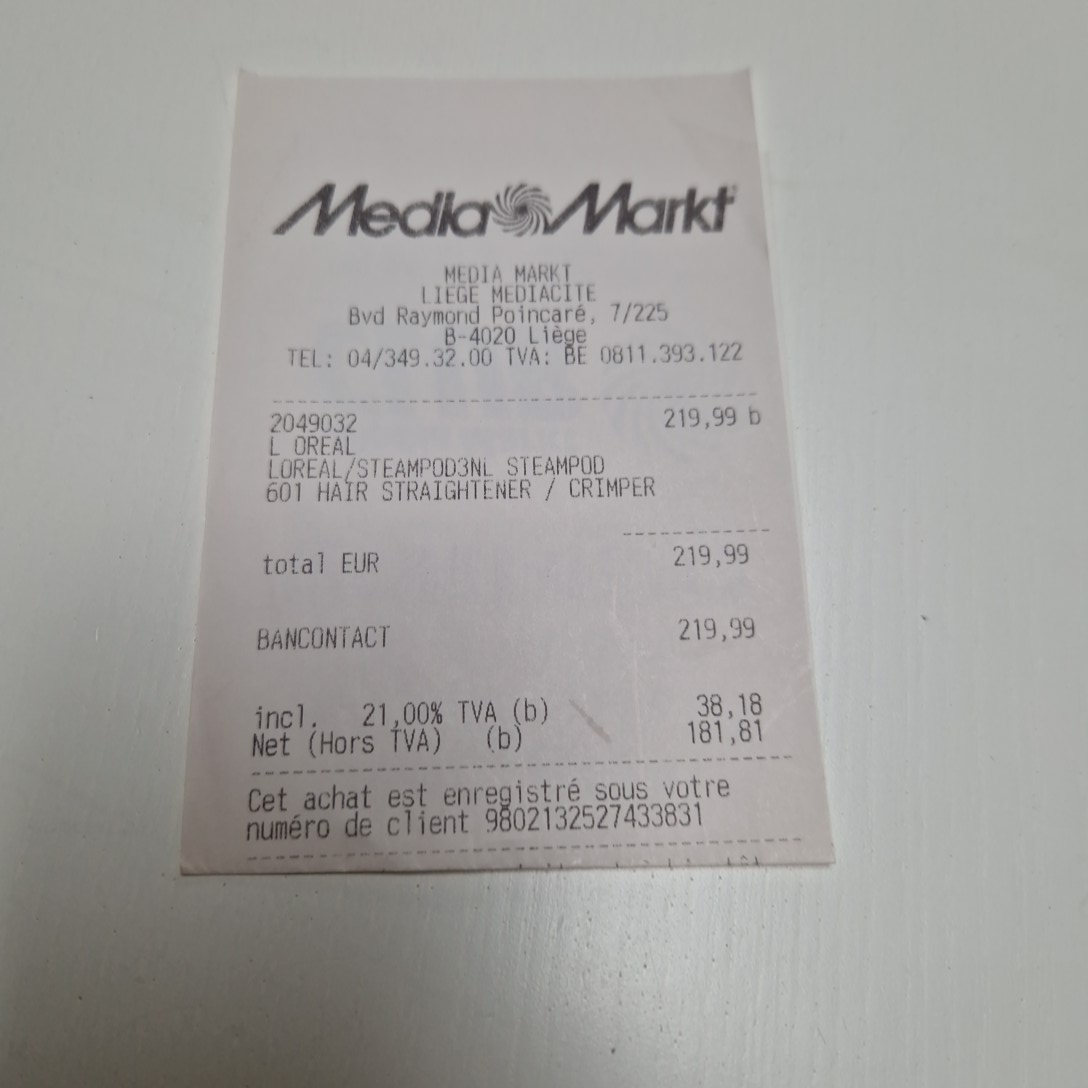 Media Markt
MEDIA MARKT
LIEGE MEDIACITE
Bvd Raymond Poincaré, 7/225
B-4020 Liège
TEL: 04/349.32.00 TVA: BE 0811.393.122
2049032 219,99 b
L OREAL
LOREAL/STEAMPOD3NL STEAMPOD
601 HAIR STRAIGHTENER / CRIMPER
total EUR 219,99
BANCONTACT 219,99
incl. 21,00% TVA (b) 38,18
Net (Hors TVA) (b) 181,81
Cet achat est enregistré sous votre
numéro de client 9802132527433831